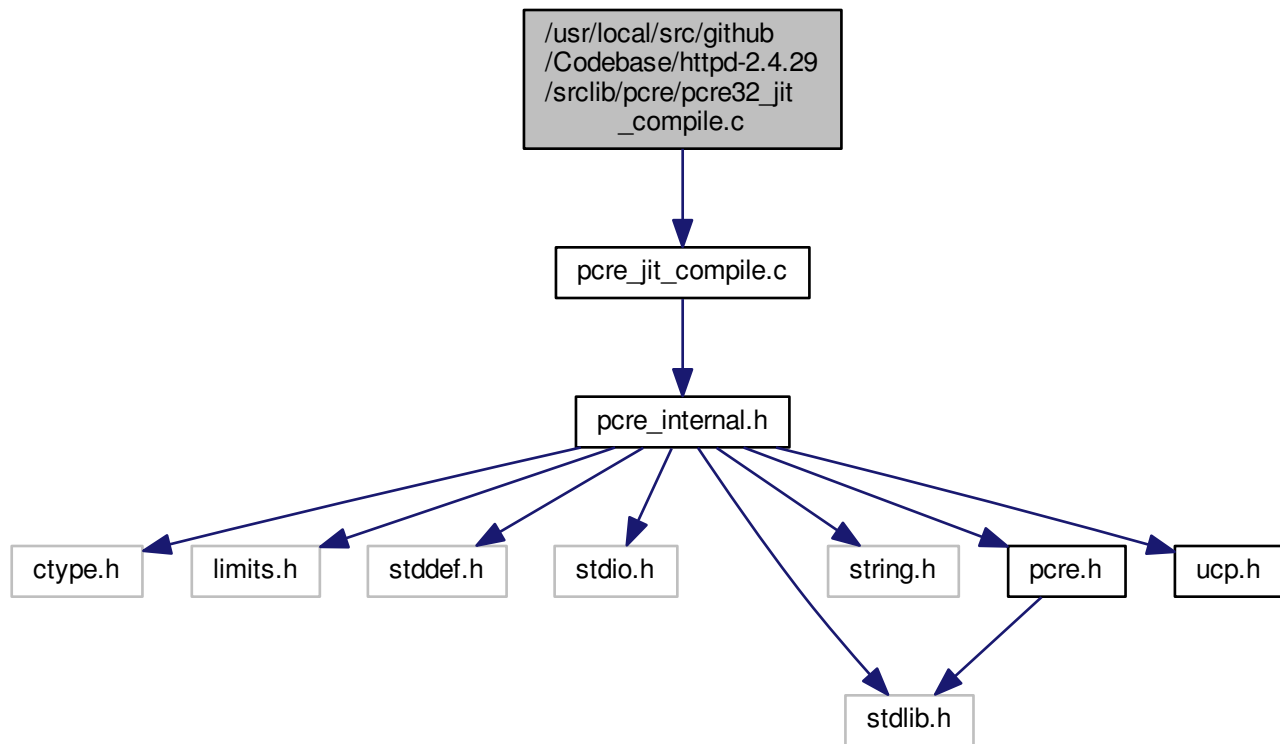 /usr/local/src/github
/Codebase/httpd-2.4.29
/srclib/pcre/pcre32_jit
_compile.c
pcre_jit_compile.c
pcre_internal.h
ctype.h
limits.h
stddef.h
stdio.h
string.h
pcre.h
ucp.h
stdlib.h